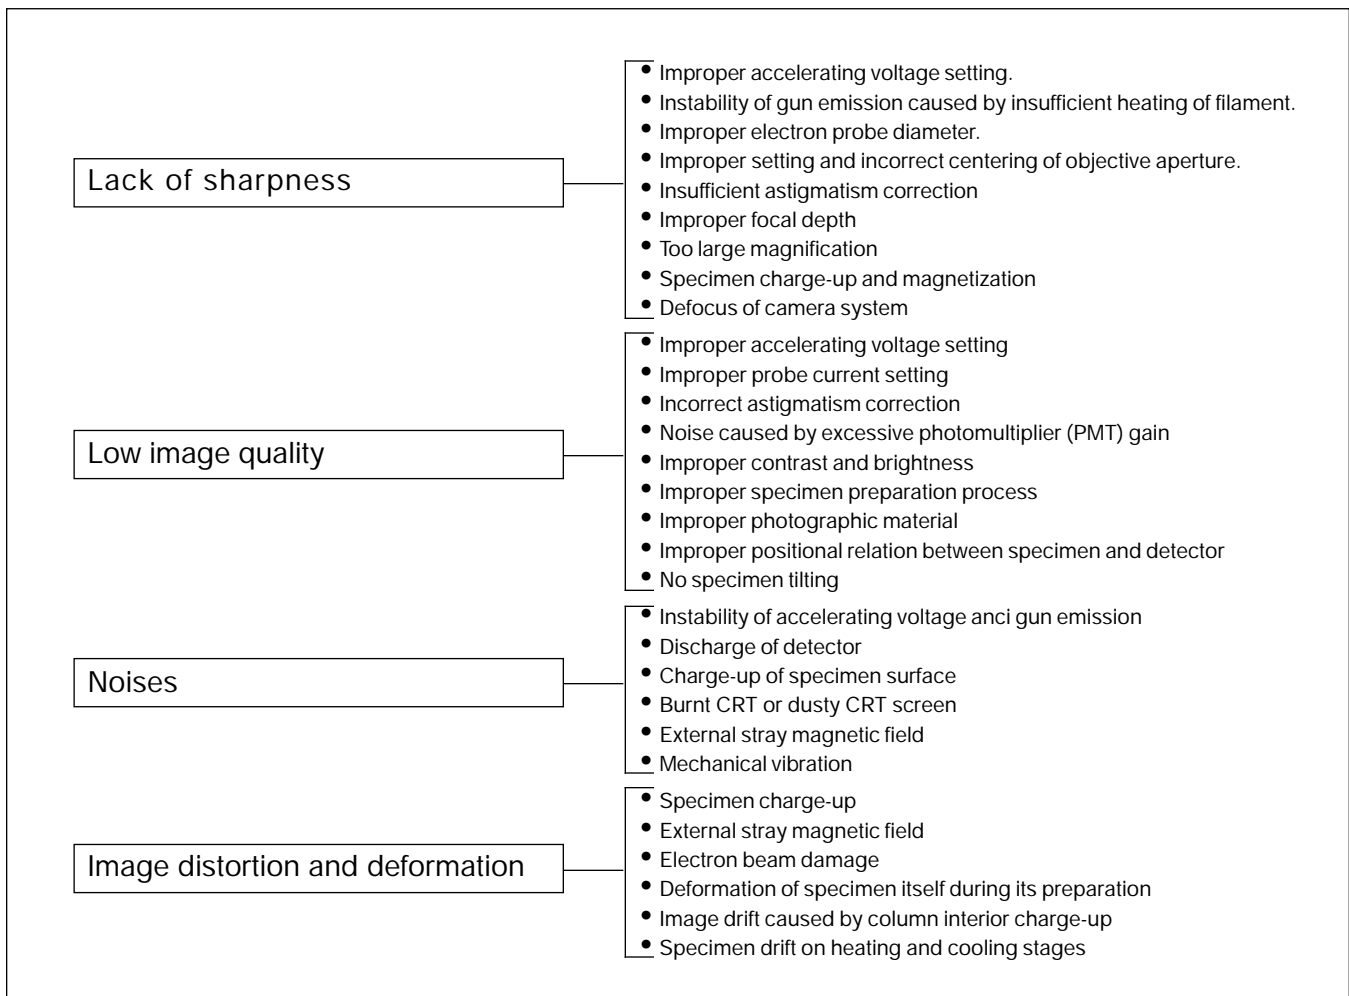 Lack of sharpness
• Improper accelerating voltage setting.
• Instability of gun emission caused by insufficient heating of filament.
• Improper electron probe diameter.
• Improper setting and incorrect centering of objective aperture.
• Insufficient astigmatism correction
• Improper focal depth
• Too large magnification
• Specimen charge-up and magnetization
• Defocus of camera system
Low image quality
• Improper accelerating voltage setting
• Improper probe current setting
• Incorrect astigmatism correction
• Noise caused by excessive photomultiplier (PMT) gain
• Improper contrast and brightness
• Improper specimen preparation process
• Improper photographic material
• Improper positional relation between specimen and detector
• No specimen tilting
Noises
• Instability of accelerating voltage anci gun emission
• Discharge of detector
• Charge-up of specimen surface
• Burnt CRT or dusty CRT screen
• External stray magnetic field
• Mechanical vibration
Image distortion and deformation
• Specimen charge-up
• External stray magnetic field
• Electron beam damage
• Deformation of specimen itself during its preparation
• Image drift caused by column interior charge-up
• Specimen drift on heating and cooling stages